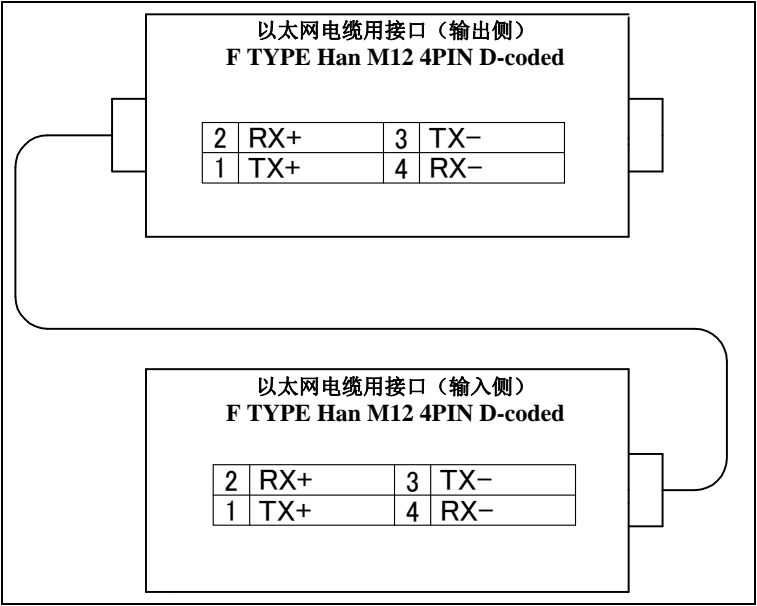 以太网电缆用接口（输出侧）
F TYPE Han M12 4PIN D-coded
2 RX+ 3 TX−
1 TX+ 4 RX−
以太网电缆用接口（输入侧）
F TYPE Han M12 4PIN D-coded
2 RX+ 3 TX−
1 TX+ 4 RX−